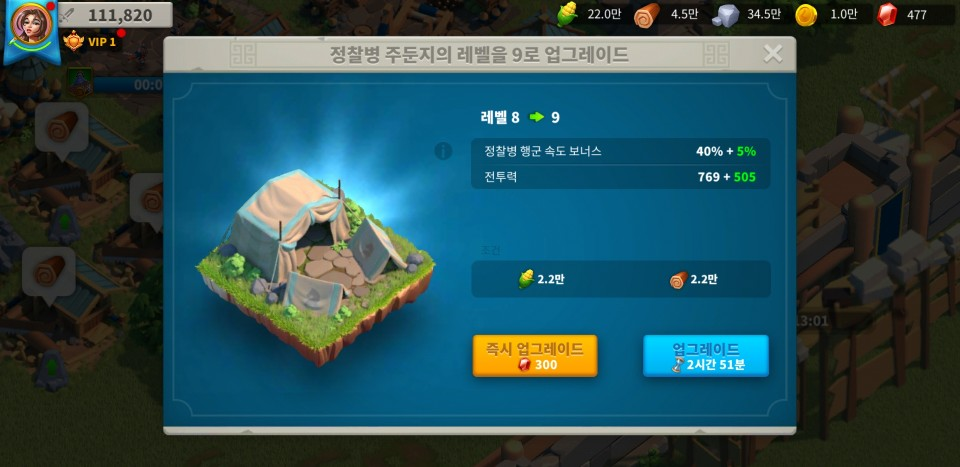 111,820
22.0만
4.5만
34.5만
1.0만
477
VIP 1
정찰병 주둔지의 레벨을 9로 업그레이드
00:0
레벨 8 9
정찰병 행군 속도 보너스 40% + 5%
전투력 769 + 505
조건
2.2만 2.2만
13:01
즉시 업그레이드 업그레이드
300 2시간 51분